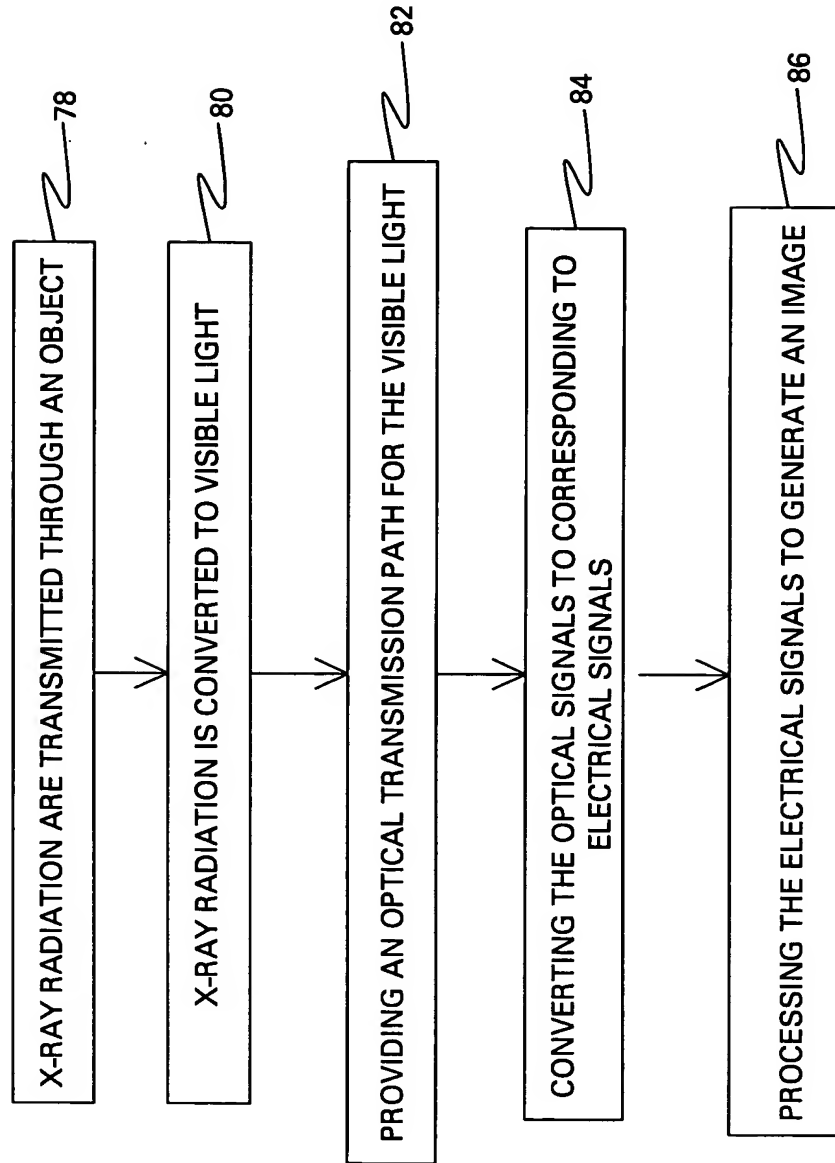 X-RAY RADIATION ARE TRANSMITTED THROUGH AN OBJECT
78
X-RAY RADIATION IS CONVERTED TO VISIBLE LIGHT
80
PROVIDING AN OPTICAL TRANSMISSION PATH FOR THE VISIBLE LIGHT
82
CONVERTING THE OPTICAL SIGNALS TO CORRESPONDING TO
ELECTRICAL SIGNALS
84
PROCESSING THE ELECTRICAL SIGNALS TO GENERATE AN IMAGE
86